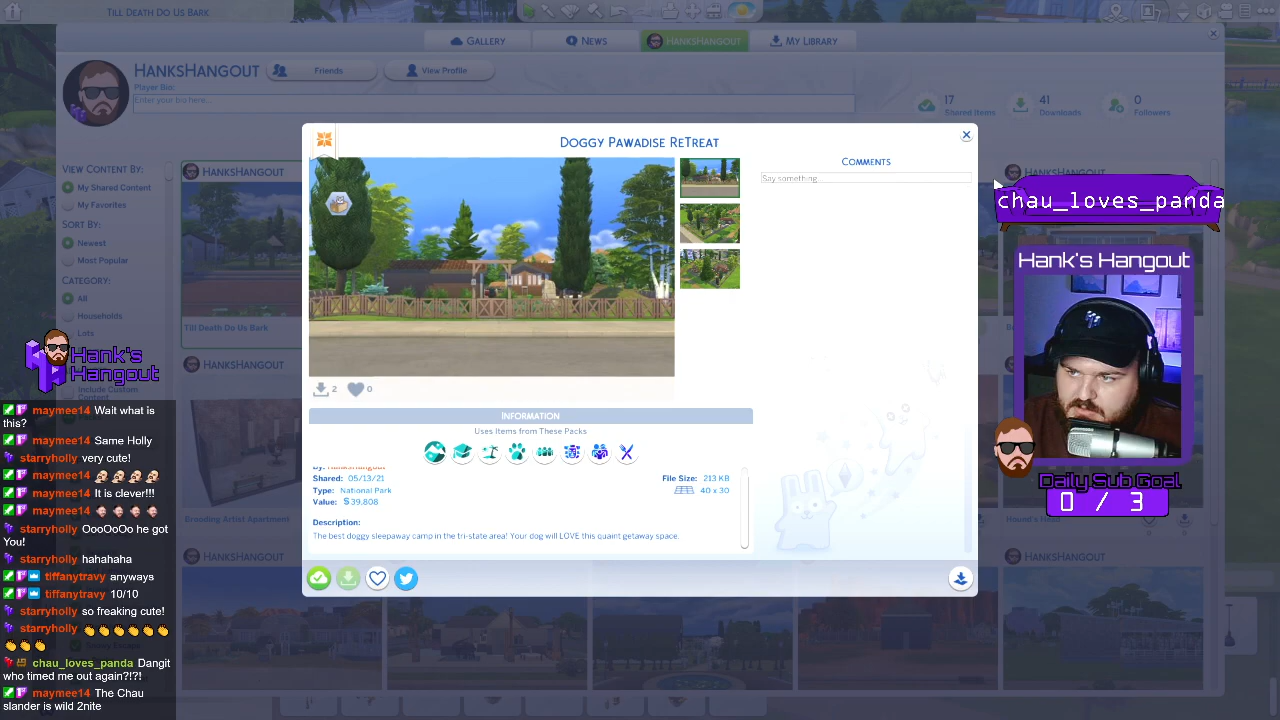 TILL DEATH DO US BARK
GALLERY
NEWS
HANKSHANGOUT
MY LIBRARY
HANKSHANGOUT
Friends
View Profile
Player Bio:
Enter your bio here...
17
Shared Items
41
Downloads
0
Followers
VIEW CONTENT BY:
My Shared Content
My Favorites
SORT BY:
Newest
Most Popular
CATEGORY:
All
Households
Lots
Include Custom
Content
HANKSHANGOUT
Till Death Do Us Bark
HANKSHANGOUT
Brooding Artist Apartment
HANKSHANGOUT
HANKSHANGOUT
HANKSHANGOUT
DOGGY PAWADISE RETREAT
2
0
INFORMATION
Uses Items from These Packs
By: HanksHangout
Shared: 05/13/21
Type: National Park
Value: $39,808
File Size: 213 KB
40 x 30
Description:
The best doggy sleepaway camp in the tri-state area! Your dog will LOVE this quaint getaway space.
COMMENTS
Say something...
chau_loves_panda
Hank's Hangout
Daily Sub Goal
0 / 3
Hank's
Hangout
maymee14 Wait what is
this?
maymee14 Same Holly
starryholly very cute!
maymee14
maymee14 It is clever!!!
maymee14
starryholly OooOoOo he got
You!
starryholly hahahaha
tiffanytravy anyways
tiffanytravy 10/10
starryholly so freaking cute!
starryholly
chau_loves_panda Dangit
who timed me out again?!?!
maymee14 The Chau
slander is wild 2nite